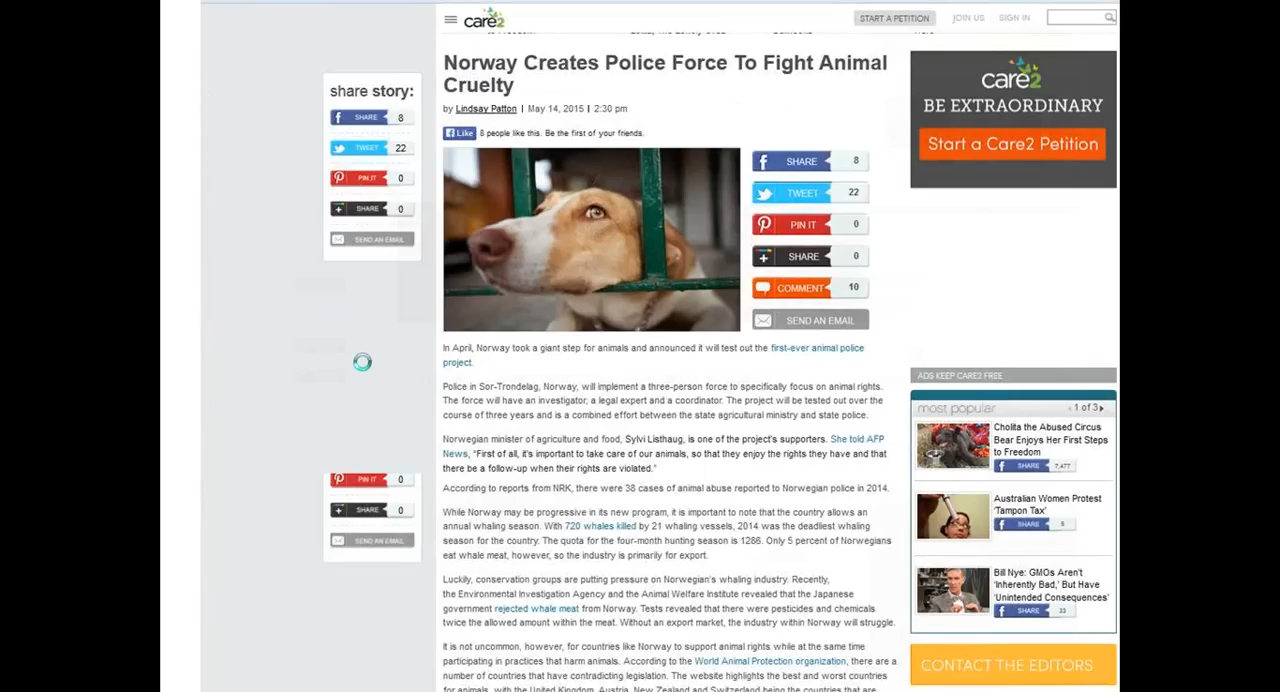 care2
START A PETITION
JOIN US
SIGN IN
Norway Creates Police Force To Fight Animal
Cruelty
by Lindsay Patton | May 14, 2015 | 2:30 pm
Like 8 people like this. Be the first of your friends.
share story:
SHARE 8
TWEET 22
PIN IT 0
SHARE 0
SEND AN EMAIL
PIN IT 0
SHARE 0
SEND AN EMAIL
SHARE 8
TWEET 22
PIN IT 0
SHARE 0
COMMENT 10
SEND AN EMAIL
In April, Norway took a giant step for animals and announced it will test out the first-ever animal police
project.
Police in Sor-Trondelag, Norway, will implement a three-person force to specifically focus on animal rights.
The force will have an investigator, a legal expert and a coordinator. The project will be tested out over the
course of three years and is a combined effort between the state agricultural ministry and state police.
Norwegian minister of agriculture and food, Sylvi Listhaug, is one of the project's supporters. She told AFP
News, “First of all, it's important to take care of our animals, so that they enjoy the rights they have and that
there be a follow-up when their rights are violated.”
According to reports from NRK, there were 38 cases of animal abuse reported to Norwegian police in 2014.
While Norway may be progressive in its new program, it is important to note that the country allows an
annual whaling season. With 720 whales killed by 21 whaling vessels, 2014 was the deadliest whaling
season for the country. The quota for the four-month hunting season is 1286. Only 5 percent of Norwegians
eat whale meat, however, so the industry is primarily for export.
Luckily, conservation groups are putting pressure on Norwegian's whaling industry. Recently,
the Environmental Investigation Agency and the Animal Welfare Institute revealed that the Japanese
government rejected whale meat from Norway. Tests revealed that there were pesticides and chemicals
twice the allowed amount within the meat. Without an export market, the industry within Norway will struggle.
It is not uncommon, however, for countries like Norway to support animal rights while at the same time
participating in practices that harm animals. According to the World Animal Protection organization, there are a
number of countries that have contradicting legislation. The website highlights the best and worst countries
for animals, with the United Kingdom, Austria, New Zealand and Switzerland being the countries that are
care2
BE EXTRAORDINARY
Start a Care2 Petition
ADS KEEP CARE2 FREE
most popular
1 of 3
Cholita the Abused Circus
Bear Enjoys Her First Steps
to Freedom
SHARE 7,477
Australian Women Protest
'Tampon Tax'
SHARE
Bill Nye: GMOs Aren't
'Inherently Bad,' But Have
'Unintended Consequences'
SHARE
CONTACT THE EDITORS